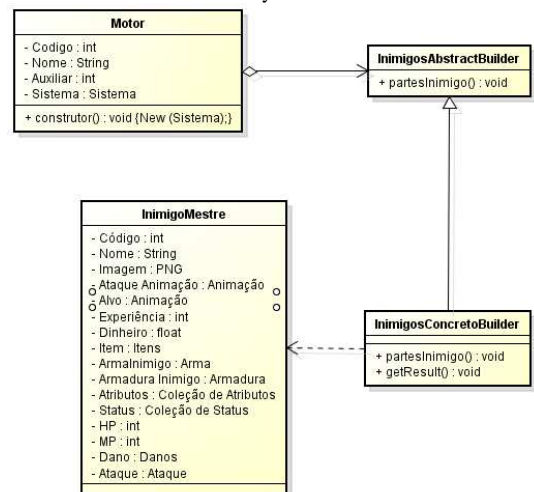 Motor
- Codigo : int
- Nome : String
- Auxiliar : int
- Sistema : Sistema
+ construtor() : void {New (Sistema);}
InimigosAbstractBuilder
+ partesInimigo() : void
InimigoMestre
- Código : int
- Nome : String
- Imagem : PNG
- Ataque Animação : Animação
- Alvo : Animação
- Experiência : int
- Dinheiro : float
- Item : Itens
- ArmaInimigo : Arma
- Armadura Inimigo : Armadura
- Atributos : Coleção de Atributos
- Status : Coleção de Status
- HP : int
- MP : int
- Dano : Danos
- Ataque : Ataque
InimigosConcretoBuilder
+ partesInimigo() : void
+ getResult() : void